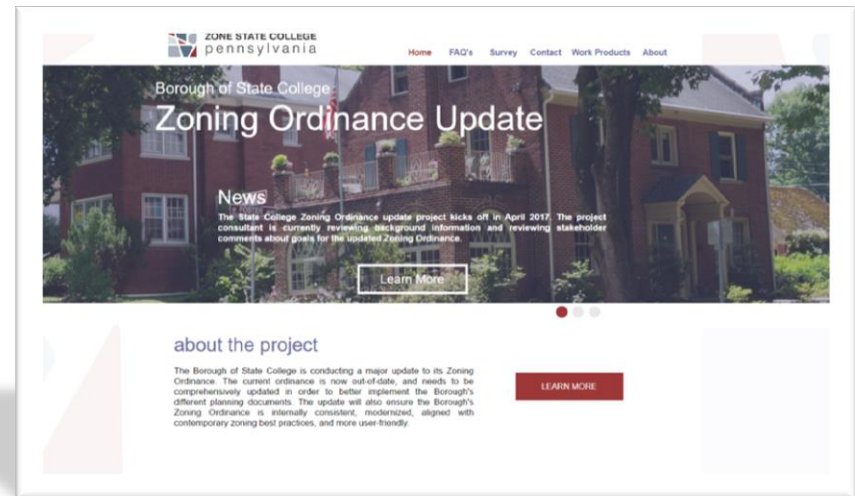 ZONE STATE COLLEGE
pennsylvania
Home FAQ's Survey Contact Work Products About
Borough of State College
Zoning Ordinance Update
News
The State College Zoning Ordinance update project kicks off in April 2017. The project
consultant is currently reviewing background information and reviewing stakeholder
comments about goals for the updated Zoning Ordinance.
Learn More
about the project
The Borough of State College is conducting a major update to its Zoning
Ordinance. The current ordinance is now out-of-date, and needs to be
comprehensively updated in order to better implement the Borough's
different planning documents. The update will also ensure the Borough's
Zoning Ordinance is internally consistent, modernized, aligned with
contemporary zoning best practices, and more user-friendly.
LEARN MORE